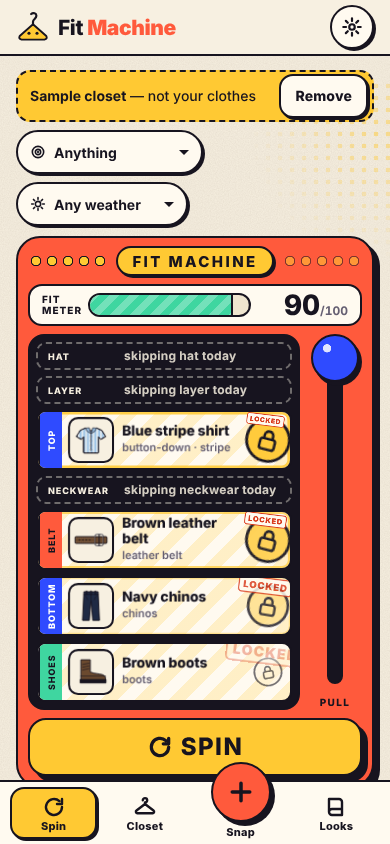 Fit Machine
Sample closet — not your clothes
Remove
Anything
Any weather
FIT MACHINE
FIT
METER
90/100
HAT
skipping hat today
LAYER
skipping layer today
TOP
Blue stripe shirt
button-down · stripe
LOCKED
NECKWEAR
skipping neckwear today
BELT
Brown leather
belt
leather belt
LOCKED
BOTTOM
Navy chinos
chinos
LOCKED
SHOES
Brown boots
boots
LOCKED
PULL
SPIN
Spin
Closet
Snap
Looks